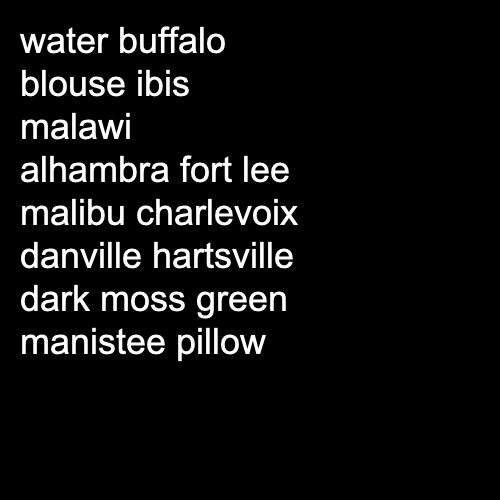 water buffalo
blouse ibis
malawi
alhambra fort lee
malibu charlevoix
danville hartsville
dark moss green
manistee pillow